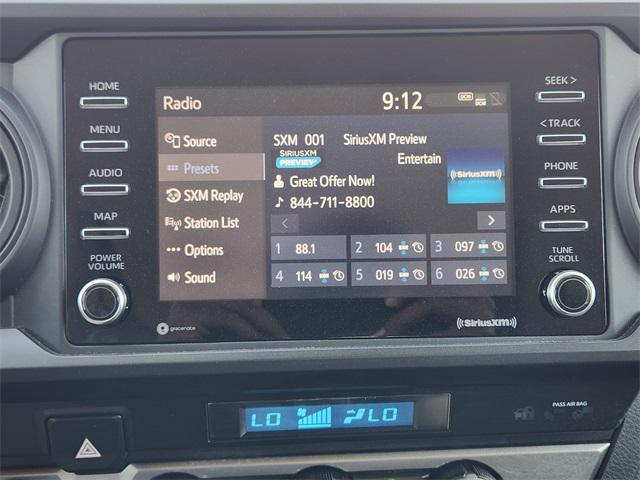 HOME
MENU
AUDIO
MAP
POWER
VOLUME
Radio
9:12
DCM
Source
Presets
SXM Replay
Station List
Options
Sound
SXM 001 SiriusXM Preview
SIRIUSXM
PREVIEW
Entertain
Great Offer Now!
844-711-8800
((SiriusXM))
< >
1 88.1
2 104
3 097
4 114
5 019
6 026
SEEK >
< TRACK
PHONE
APPS
TUNE
SCROLL
gracenote
((SiriusXM))
LO LO
PASS AIR BAG